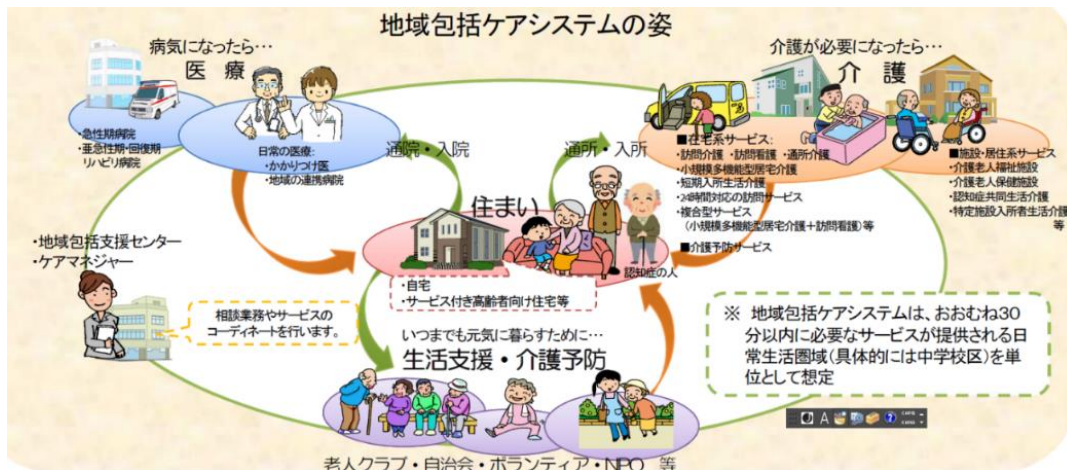 地域包括ケアシステムの姿
病気になったら…
医 療
・急性期病院
・亜急性期・回復期
リハビリ病院
日常の医療:
・かかりつけ医
・地域の連携病院
通院・入院
通所・入所
介護が必要になったら…
介 護
■在宅系サービス:
・訪問介護 ・訪問看護 ・通所介護
・小規模多機能型居宅介護
・短期入所生活介護
・24時間対応の訪問サービス
・複合型サービス
(小規模多機能型居宅介護+訪問看護)等
■介護予防サービス
■施設・居住系サービス
・介護老人福祉施設
・介護老人保健施設
・認知症共同生活介護
・特定施設入所者生活介護
等
住まい
認知症の人
・自宅
・サービス付き高齢者向け住宅等
・地域包括支援センター
・ケアマネジャー
相談業務やサービスの
コーディネートを行います。
いつまでも元気に暮らすために…
生活支援・介護予防
老人クラブ・自治会・ボランティア・NPO 等
※ 地域包括ケアシステムは、おおむね30
分以内に必要なサービスが提供される日
常生活圏域(具体的には中学校区)を単
位として想定
A